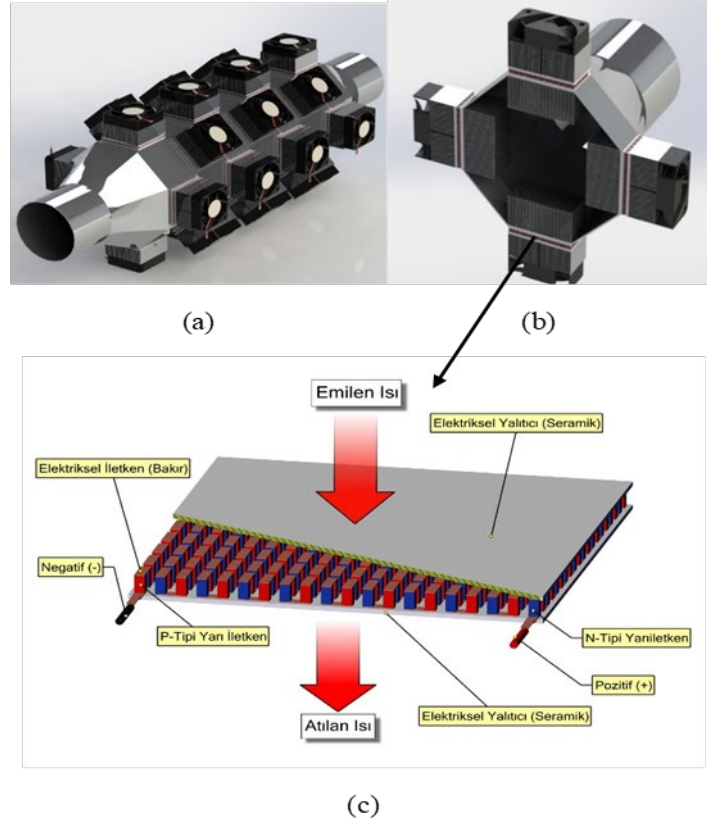 (a)
(b)
Emilen Isı
Elektriksel Yalıtıcı (Seramik)
Elektriksel İletken (Bakır)
Negatif (-)
P-Tipi Yarı İletken
N-Tipi Yarıiletken
Pozitif (+)
Elektriksel Yalıtıcı (Seramik)
Atılan Isı
(c)